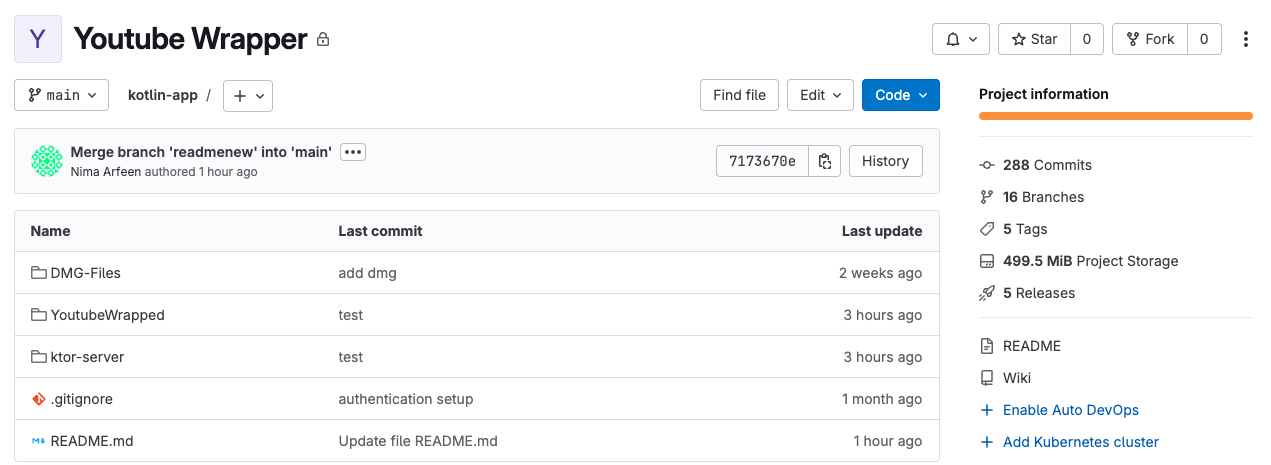 Y Youtube Wrapper
Star 0 Fork 0
main kotlin-app / Find file Edit Code
Merge branch 'readmenew' into 'main'
Nima Arfeen authored 1 hour ago
7173670e History
Name Last commit Last update
DMG-Files add dmg 2 weeks ago
YoutubeWrapped test 3 hours ago
ktor-server test 3 hours ago
.gitignore authentication setup 1 month ago
README.md Update file README.md 1 hour ago
Project information
288 Commits
16 Branches
5 Tags
499.5 MiB Project Storage
5 Releases
README
Wiki
Enable Auto DevOps
Add Kubernetes cluster